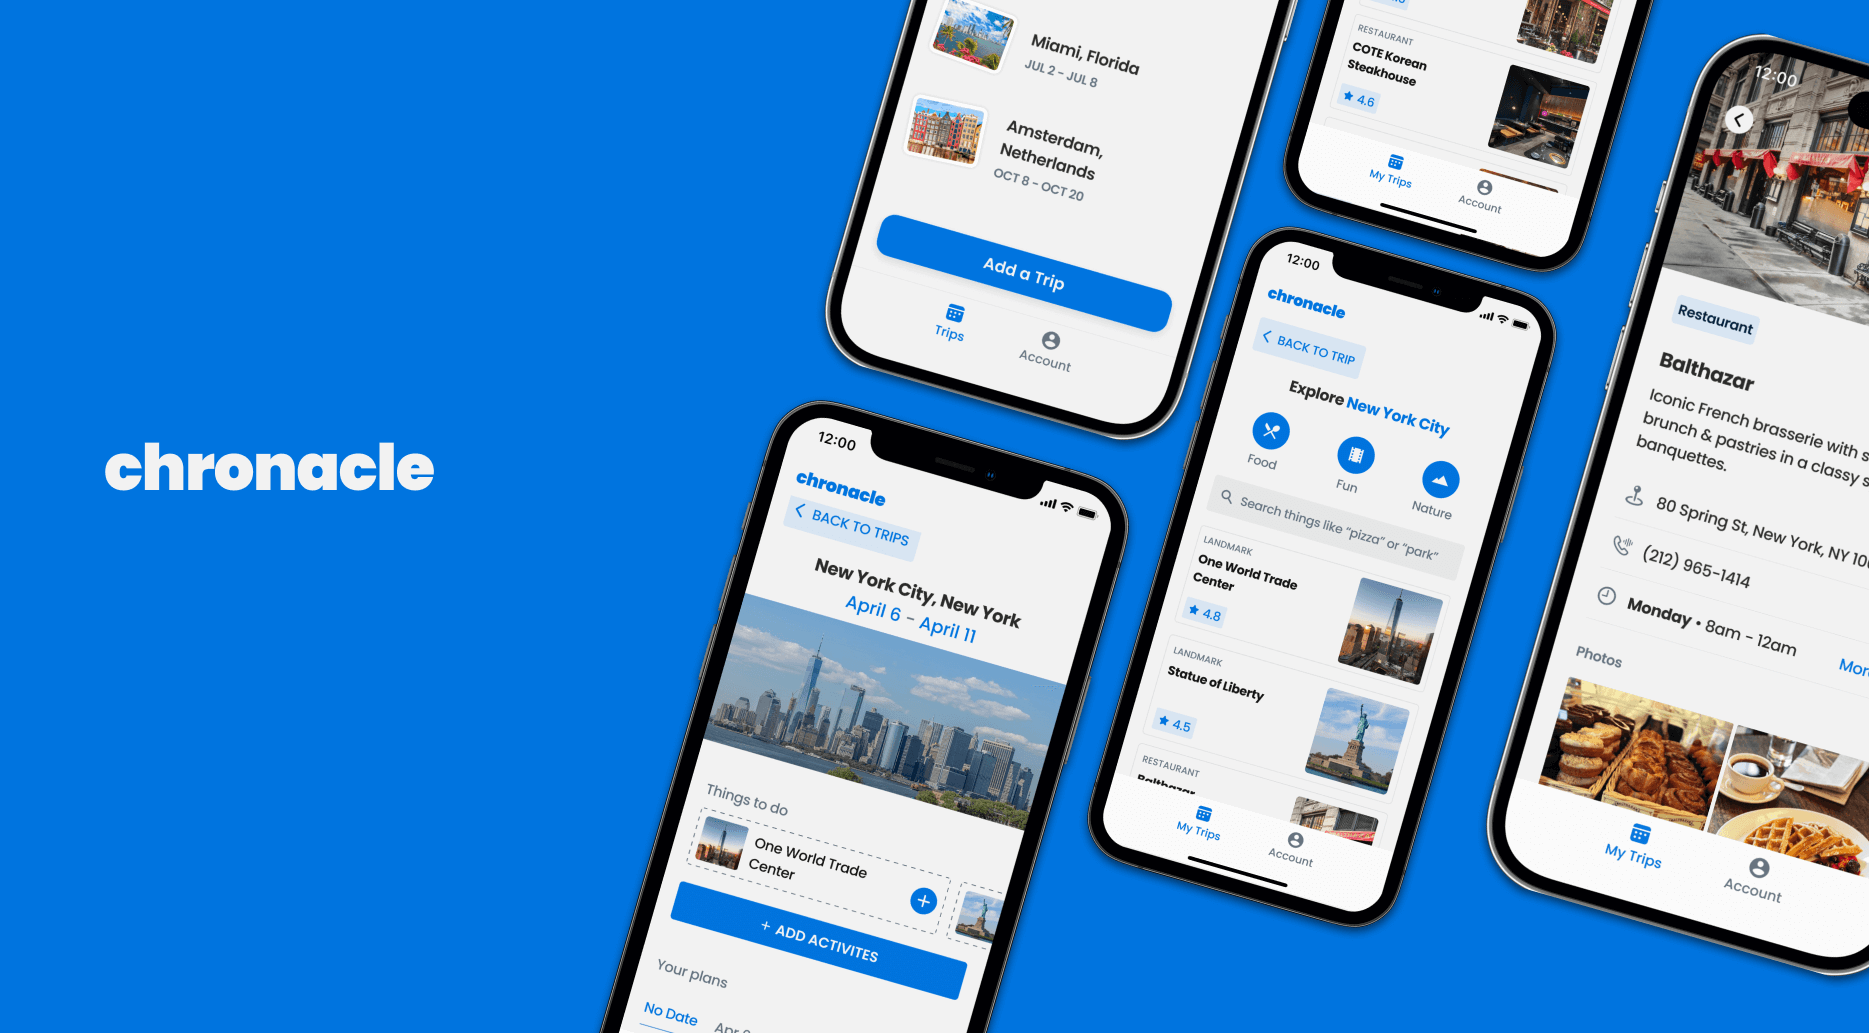 chronacle
Miami, Florida
JUL 2 - JUL 8
Amsterdam,
Netherlands
OCT 8 - OCT 20
Add a Trip
Trips
Account
12:00
chronacle
BACK TO TRIPS
New York City, New York
April 6 - April 11
Things to do
One World Trade
Center
+ ADD ACTIVITES
Your plans
No Date
RESTAURANT
COTE Korean
Steakhouse
4.6
My Trips
Account
12:00
chronacle
BACK TO TRIP
Explore New York City
Food
Fun
Nature
Search things like “pizza” or “park”
LANDMARK
One World Trade
Center
4.8
LANDMARK
Statue of Liberty
4.5
RESTAURANT
Balthazar
My Trips
Account
12:00
Restaurant
Balthazar
Iconic French brasserie with
brunch & pastries in a classy
banquettes.
80 Spring St, New York, NY
(212) 965-1414
Monday • 8am - 12am
Photos
My Trips
Account